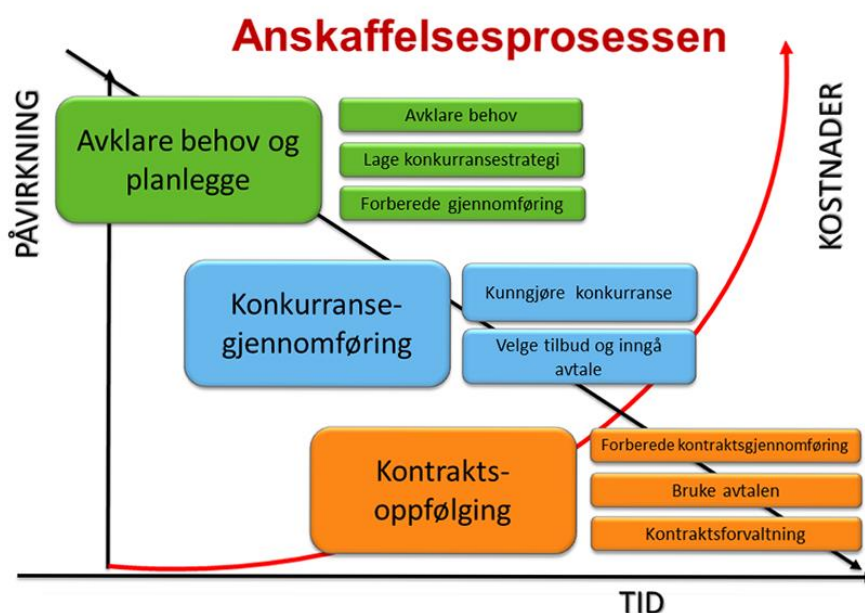 Anskaffelsesprosessen
PÅVIRKNING
KOSTNADER
Avklare behov og
planlegge
Avklare behov
Lage konkurransestrategi
Forberede gjennomføring
Konkurranse-
gjennomføring
Kunngjøre konkurranse
Velge tilbud og inngå
avtale
Kontrakts-
oppfølging
Forberede kontraktsgjennomføring
Bruke avtalen
Kontraktsforvaltning
TID